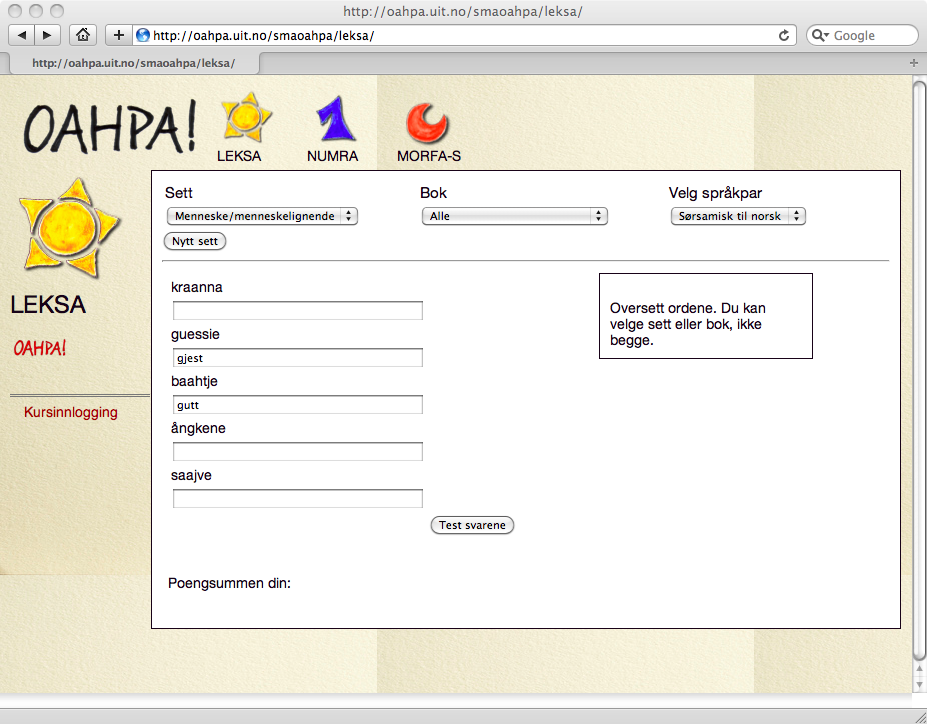 http://oahpa.uit.no/smaoahpa/leksa/
http://oahpa.uit.no/smaoahpa/leksa/
Google
http://oahpa.uit.no/smaoahpa/leksa/
OAHPA!
LEKSA
NUMRA
MORFA-S
LEKSA
OAHPA!
Kursinnlogging
Sett
Bok
Velg språkpar
Menneske/menneskelignende
Alle
Sørsamisk til norsk
Nytt sett
kraanna
guessie
gjest
baahtje
gutt
ångkene
saajve
Test svarene
Oversett ordene. Du kan
velge sett eller bok, ikke
begge.
Poengsummen din: